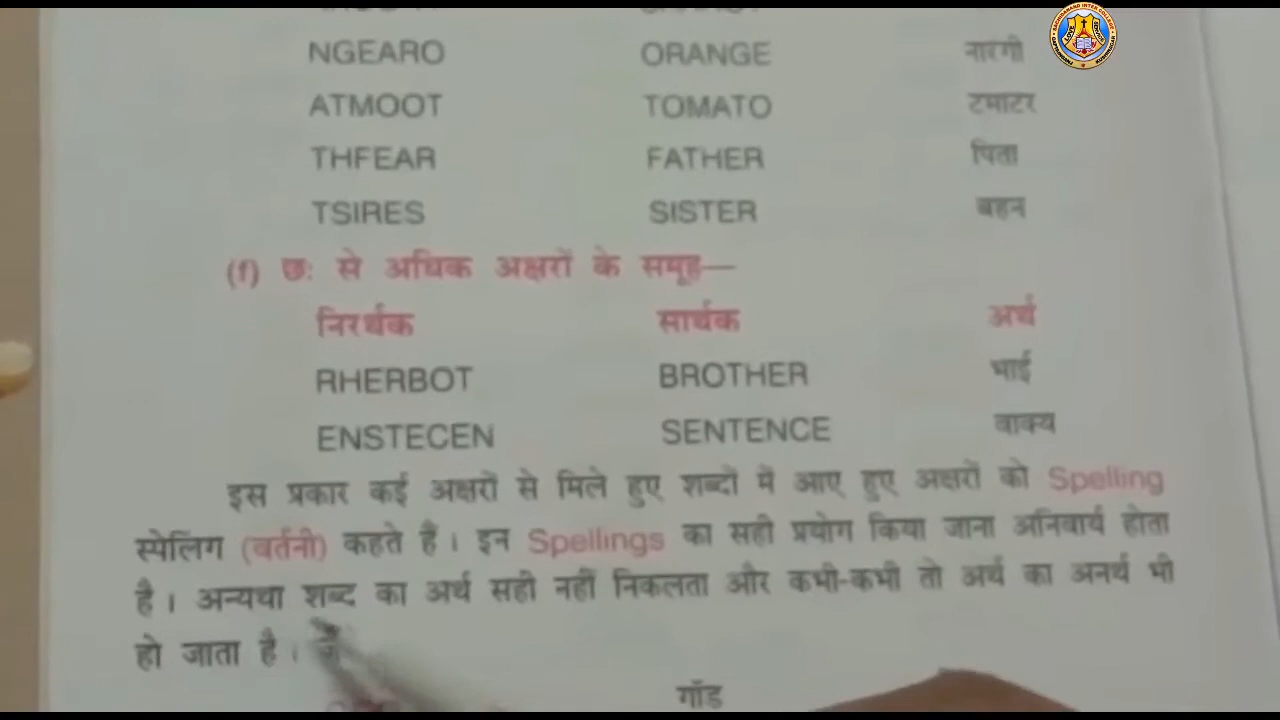 NGEARO ORANGE नारंगी
ATMOOT TOMATO टमाटर
THFEAR FATHER पिता
TSIRES SISTER बहन
(f) छः से अधिक अक्षरों के समूह—
निरर्थक सार्थक अर्थ
RHERBOT BROTHER भाई
ENSTECEN SENTENCE वाक्य
इस प्रकार कई अक्षरों से मिले हुए शब्दों में आए हुए अक्षरों को Spelling
स्पेलिंग (वर्तनी) कहते हैं। इन Spellings का सही प्रयोग किया जाना अनिवार्य होता
है। अन्यथा शब्द का अर्थ सही नहीं निकलता और कभी-कभी तो अर्थ का अनर्थ भी
हो जाता है।
गॉड